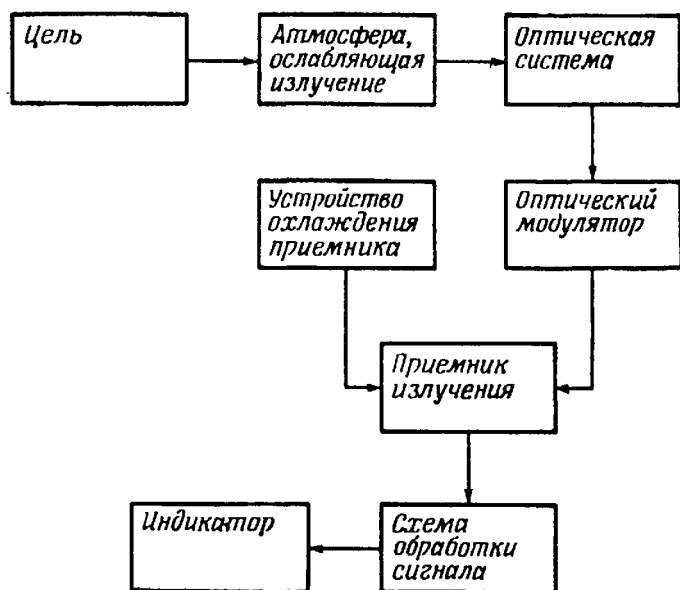 Цель
Атмосфера,
ослабляющая
излучение
Оптическая
система
Устройство
охлаждения
приемника
Оптический
модулятор
Приемник
излучения
Индикатор
Схема
обработки
сигнала